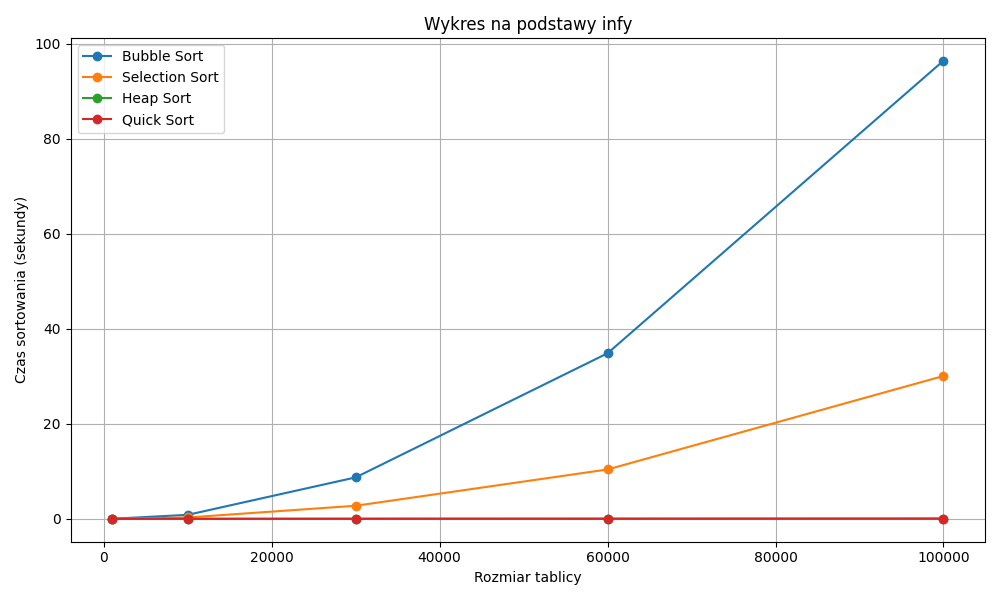 Wykres na podstawy infy
Bubble Sort
Selection Sort
Heap Sort
Quick Sort
100
80
60
40
20
0
Czas sortowania (sekundy)
0 20000 40000 60000 80000 100000
Rozmiar tablicy